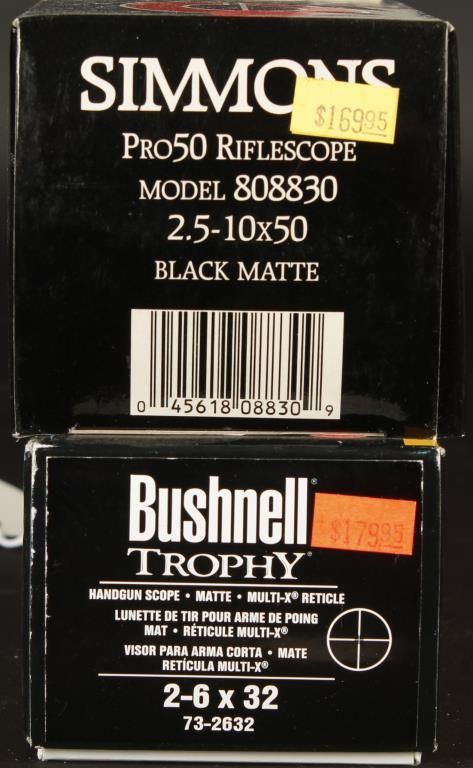 SIMMONS
$169.95
PRO50 RIFLESCOPE
MODEL 808830
2.5-10x50
BLACK MATTE
0 45618 08830 9
Bushnell®
$179.95
TROPHY®
HANDGUN SCOPE • MATTE • MULTI-X® RETICLE
LUNETTE DE TIR POUR ARME DE POING
MAT • RÉTICULE MULTI-X®
VISOR PARA ARMA CORTA • MATE
RETÍCULA MULTI-X®
2-6 x 32
73-2632